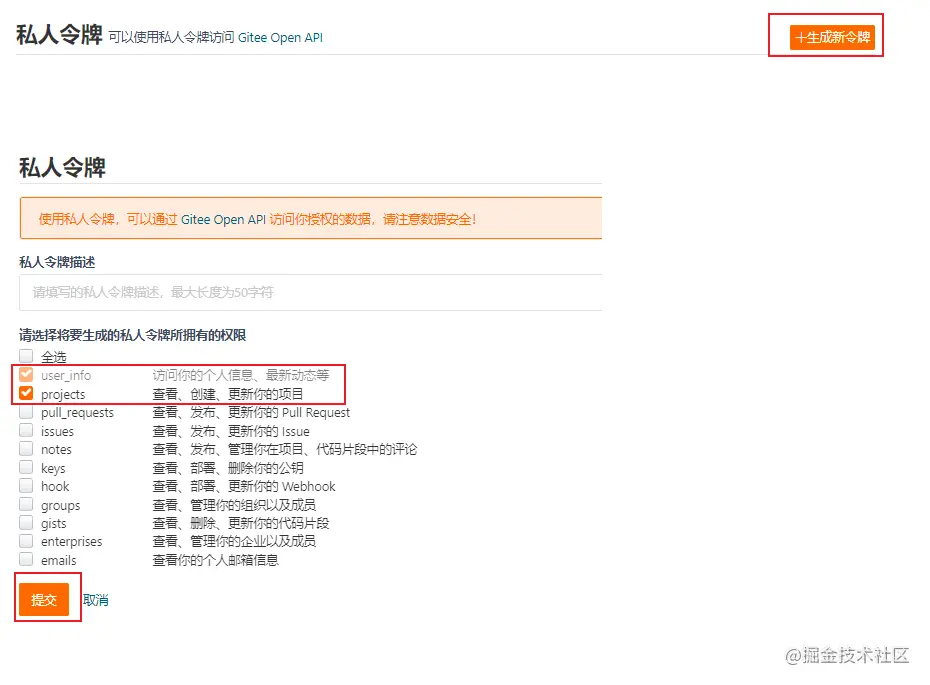 私人令牌 可以使用私人令牌访问 Gitee Open API
+生成新令牌
私人令牌
使用私人令牌，可以通过 Gitee Open API 访问你授权的数据，请注意数据安全!
私人令牌描述
请填写的私人令牌描述，最大长度为50字符
请选择将要生成的私人令牌所拥有的权限
全选
user_info 访问你的个人信息、最新动态等
projects 查看、创建、更新你的项目
pull_requests 查看、发布、更新你的 Pull Request
issues 查看、发布、更新你的 Issue
notes 查看、发布、管理你在项目、代码片段中的评论
keys 查看、部署、删除你的公钥
hook 查看、部署、更新你的 Webhook
groups 查看、管理你的组织以及成员
gists 查看、删除、更新你的代码片段
enterprises 查看、管理你的企业以及成员
emails 查看你的个人邮箱信息
提交 取消
@掘金技术社区